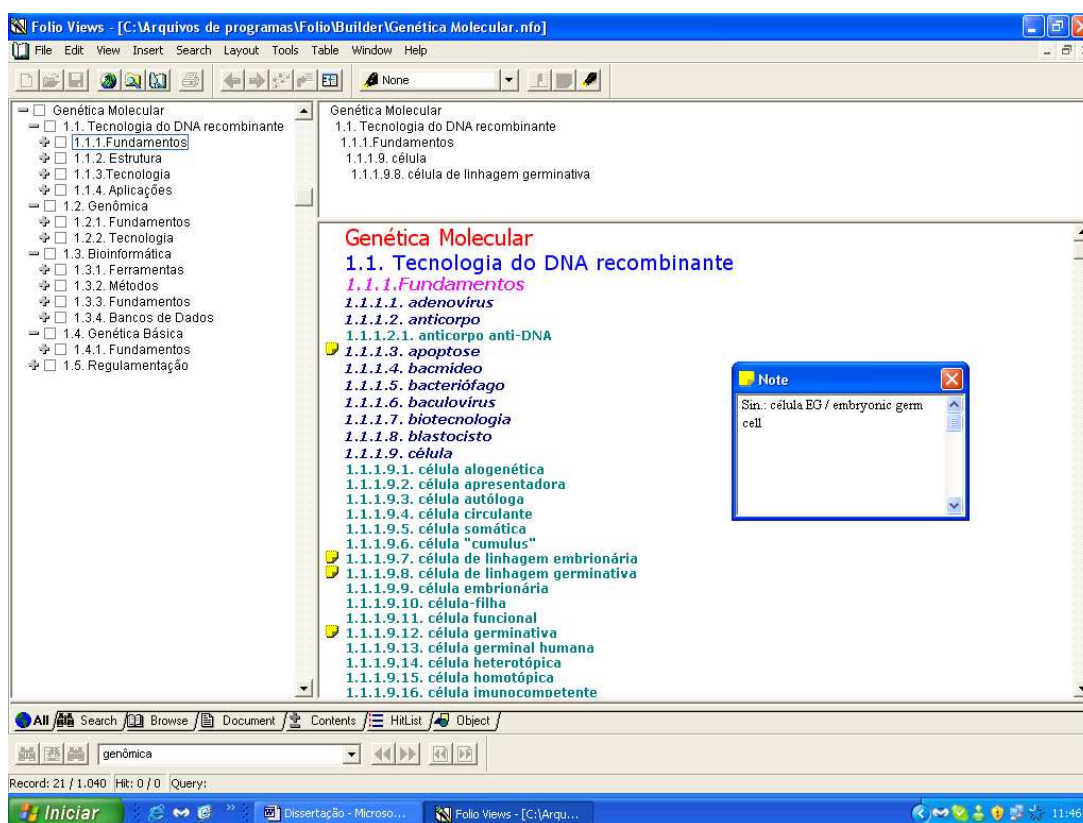 Folio Views - [C:\Arquivos de programas\Folio\Builder\Genética Molecular.nfo]
File Edit View Insert Search Layout Tools Table Window Help
None
Genética Molecular
1.1. Tecnologia do DNA recombinante
1.1.1.Fundamentos
1.1.2. Estrutura
1.1.3.Tecnologia
1.1.4. Aplicações
1.2. Genômica
1.2.1. Fundamentos
1.2.2. Tecnologia
1.3. Bioinformática
1.3.1. Ferramentas
1.3.2. Métodos
1.3.3. Fundamentos
1.3.4. Bancos de Dados
1.4. Genética Básica
1.4.1. Fundamentos
1.5. Regulamentação
Genética Molecular
1.1. Tecnologia do DNA recombinante
1.1.1.Fundamentos
1.1.1.9. célula
1.1.1.9.8. célula de linhagem germinativa
Genética Molecular
1.1. Tecnologia do DNA recombinante
1.1.1.Fundamentos
1.1.1.1. adenovírus
1.1.1.2. anticorpo
1.1.1.2.1. anticorpo anti-DNA
1.1.1.3. apoptose
1.1.1.4. bacmídeo
1.1.1.5. bacteriófago
1.1.1.6. baculovírus
1.1.1.7. biotecnologia
1.1.1.8. blastocisto
1.1.1.9. célula
1.1.1.9.1. célula alogenética
1.1.1.9.2. célula apresentadora
1.1.1.9.3. célula autóloga
1.1.1.9.4. célula circulante
1.1.1.9.5. célula somática
1.1.1.9.6. célula "cumulus"
1.1.1.9.7. célula de linhagem embrionária
1.1.1.9.8. célula de linhagem germinativa
1.1.1.9.9. célula embrionária
1.1.1.9.10. célula-filha
1.1.1.9.11. célula funcional
1.1.1.9.12. célula germinativa
1.1.1.9.13. célula germinal humana
1.1.1.9.14. célula heterotópica
1.1.1.9.15. célula homotópica
1.1.1.9.16. célula imunocompetente
Note
Sin.: célula EG / embryonic germ
cell
All Search Browse Document Contents HitList Object
genômica
Record: 21 / 1.040 Hit: 0 / 0 Query:
Iniciar Dissertação - Microso... Folio Views - [C:\Arqu... 11:46